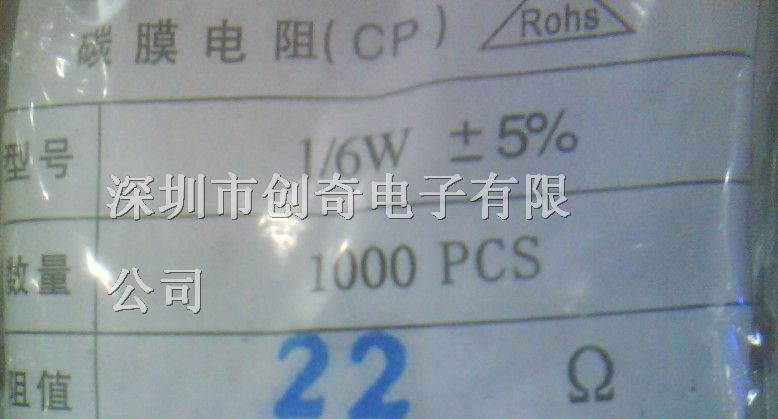 碳膜电阻(CP) Rohs
型号 1/6W ±5%
深圳市创奇电子有限
数量 1000 PCS
公司
阻值 22 Ω